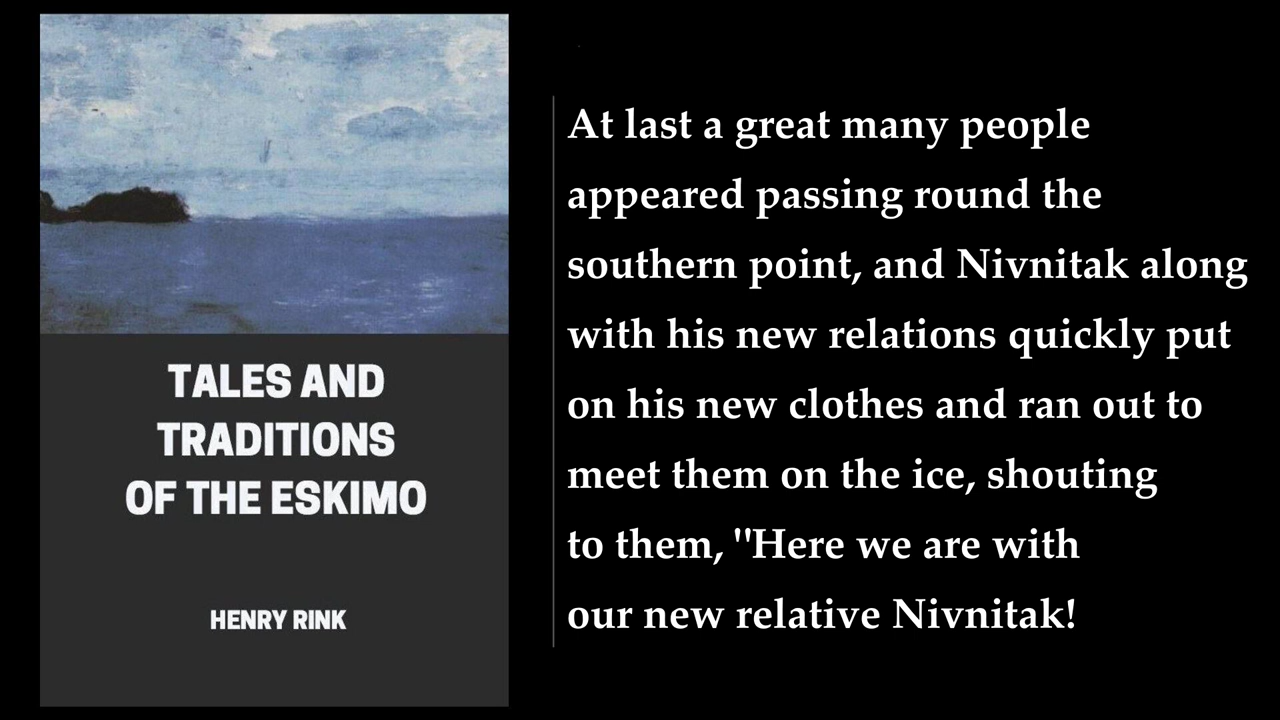 TALES AND
TRADITIONS
OF THE ESKIMO
HENRY RINK
At last a great many people
appeared passing round the
southern point, and Nivnitak along
with his new relations quickly put
on his new clothes and ran out to
meet them on the ice, shouting
to them, "Here we are with
our new relative Nivnitak!